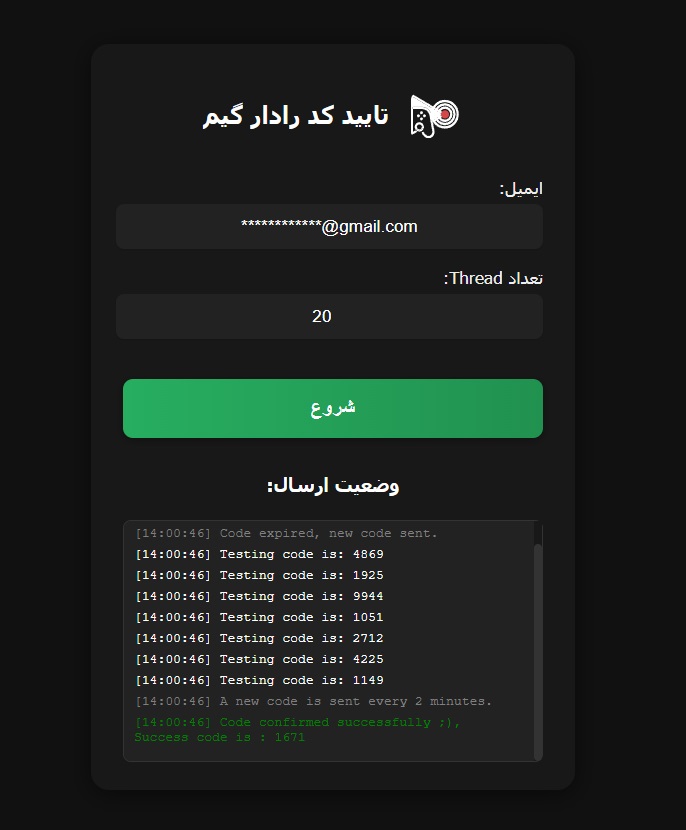 تایید کد رادار گیم
ایمیل:
************@gmail.com
تعداد Thread:
20
شروع
وضعیت ارسال:
[14:00:46] Code expired, new code sent.
[14:00:46] Testing code is: 4869
[14:00:46] Testing code is: 1925
[14:00:46] Testing code is: 9944
[14:00:46] Testing code is: 1051
[14:00:46] Testing code is: 2712
[14:00:46] Testing code is: 4225
[14:00:46] Testing code is: 1149
[14:00:46] A new code is sent every 2 minutes.
[14:00:46] Code confirmed successfully ;),
Success code is : 1671